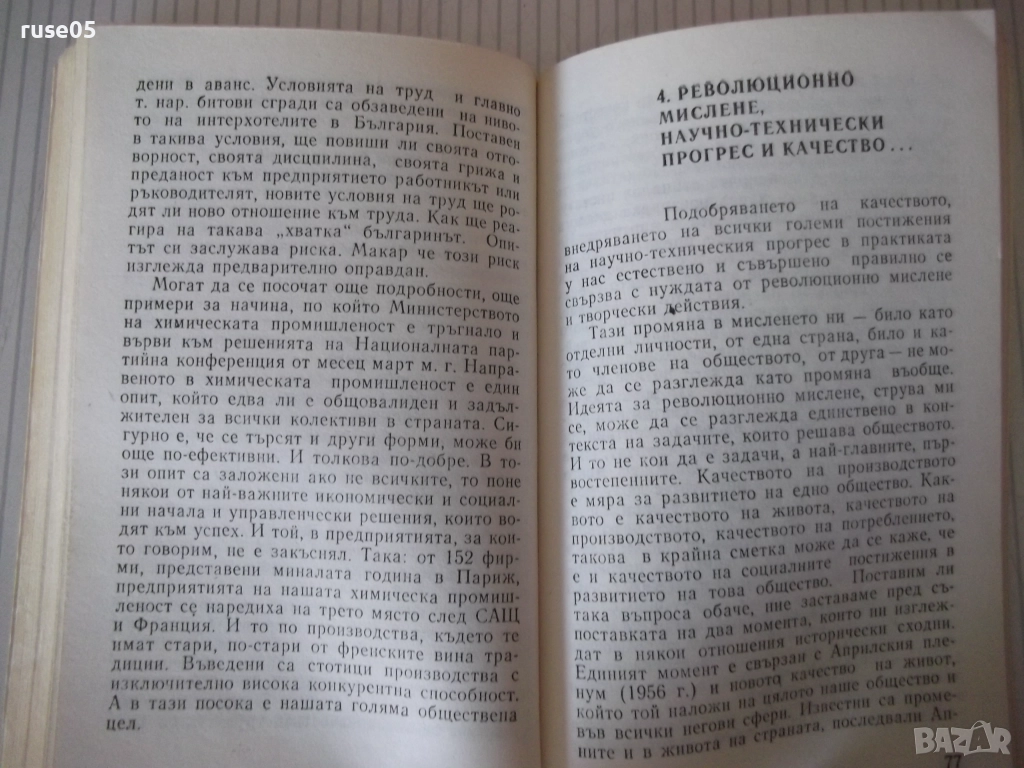 ruse05
дени в аванс. Условията на труд и главно
т. нар. битови сгради са обзаведени на ниво-
то на интерхотелите в България. Поставен
в такива условия, ще повиши ли своята отго-
ворност, своята дисциплина, своята грижа и
преданост към предприятието работникът или
ръководителят, новите условия на труд ще ро-
дят ли ново отношение към труда. Как ще реа-
гира на такава „хватка“ българинът. Опи-
тът си заслужава риска. Макар че този риск
изглежда предварително оправдан.
Могат да се посочат още подробности, още
примери за начина, по който Министерството
на химическата промишленост е тръгнало и
върви към решенията на Националната пар-
тийна конференция от месец март м. г. Напра-
веното в химическата промишленост е един
опит, който едва ли е общовалиден и задъл-
жителен за всички колективи в страната. Си-
гурно е, че се търсят и други форми, може би
още по-ефективни. И толкова по-добре. В то-
зи опит са заложени ако не всичките, то поне
някои от най-важните икономически и социал-
ни начала и управленчески решения, които во-
дят към успех. И той, в предприятията, за кои-
то говорим, не е закъснял. Така: от 152 фир-
ми, представени миналата година в Париж,
предприятията на нашата химическа промиш-
леност се наредиха на трето място след САЩ
и Франция. И то по производства, където те
имат стари, по-стари от френските вина тра-
диции. Въведени са стотици производства с
изключително висока конкурентна способност.
А в тази посока е нашата голяма обществена
цел.
4. РЕВОЛЮЦИОННО
МИСЛЕНЕ,
НАУЧНО-ТЕХНИЧЕСКИ
ПРОГРЕС И КАЧЕСТВО...
Подобряването на качеството,
внедряването на всички големи постижения
на научно-техническия прогрес в практиката
у нас естествено и съвършено правилно се
свързва с нуждата от революционно мислене
и творчески действия.
Тази промяна в мисленето ни — било като
отделни личности, от една страна, било и ка-
то членове на обществото, от друга — не мо-
же да се разглежда като промяна въобще.
Идеята за революционно мислене, струва ми
се, може да се разглежда единствено в кон-
текста на задачите, които решава обществото.
И то не кои да е задачи, а най-главните, пър-
востепенните. Качеството на производството
е мяра за развитието на едно общество. Как-
вото е качеството на живота, качеството на
производството, качеството на потреблението,
такова в крайна сметка може да се каже, че
е и качеството на социалните постижения в
развитието на това общество. Поставим ли
така въпроса обаче, ние заставаме пред съ-
поставката на два момента, които ни изглеж-
дат в някои отношения исторически сходни.
Единият момент е свързан с Априлския пле-
нум (1956 г.) и новото качество на живот,
който той наложи на цялото наше общество и
във всички негови сфери. Известни са проме-
ните и в живота на страната, последвали Ап-
77
BAZAR